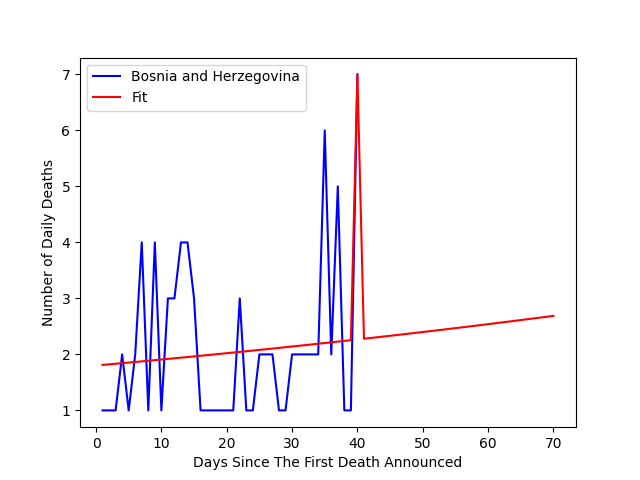 Bosnia and Herzegovina
Fit
7
6
5
4
3
2
1
Number of Daily Deaths
0 10 20 30 40 50 60 70
Days Since The First Death Announced